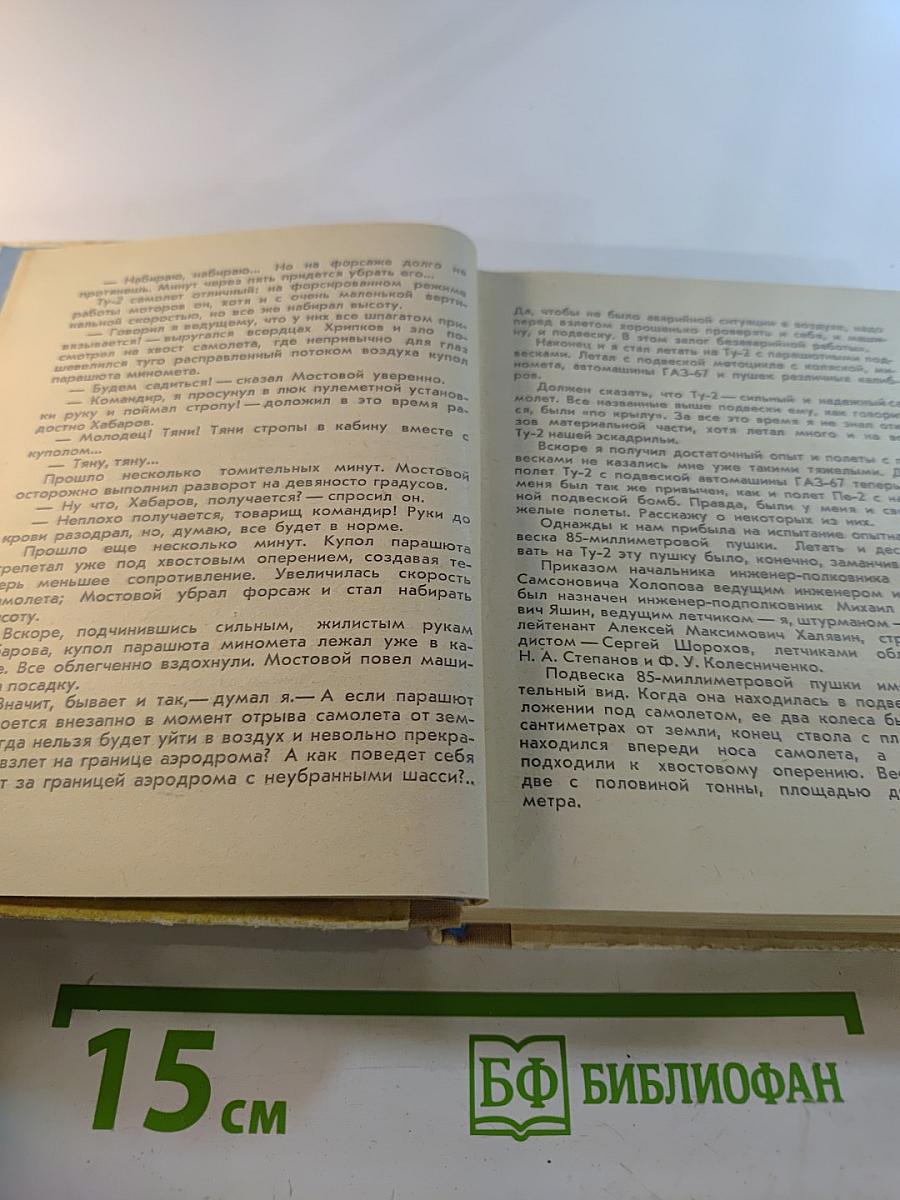 — Набираю, набираю... Но на форсаже долго не
протянешь. Минут через пять придется убрать его...
Ту-2 самолет отличный: на форсированном режиме
работы моторов он, хотя и с очень маленькой верти-
кальной скоростью, но все же набирал высоту.
— Говорил я ведущему, что у них все шпагатом при-
вязывается! — выругался всердцах Хрипков и зло по-
смотрел на хвост самолета, где непривычно для глаз
шевелился туго расправленный потоком воздуха купол
парашюта миномета.
— Будем садиться! — сказал Мостовой уверенно.
— Командир, я просунул в люк пулеметной установ-
ки руку и поймал стропу! — доложил в это время ра-
достно Хабаров.
— Молодец! Тяни! Тяни стропы в кабину вместе с
куполом...
— Тяну, тяну...
Прошло несколько томительных минут. Мостовой
осторожно выполнил разворот на девяносто градусов.
— Ну что, Хабаров, получается? — спросил он.
— Неплохо получается, товарищ командир! Руки до
крови разодрал, но, думаю, все будет в норме.
Прошло еще несколько минут. Купол парашюта
трепетал уже под хвостовым оперением, создавая те-
ерь меньшее сопротивление. Увеличилась скорость
амолета; Мостовой убрал форсаж и стал набирать
соту.
Вскоре, подчинившись сильным, жилистым рукам
барова, купол парашюта миномета лежал уже в ка-
е. Все облегченно вздохнули. Мостовой повел маши-
а посадку.
Значит, бывает и так,— думал я.— А если парашют
оется внезапно в момент отрыва самолета от зем-
гда нельзя будет уйти в воздух и невольно прекра-
взлет на границе аэродрома? А как поведет себя
т за границей аэродрома с неубранными шасси?..
Да, чтобы не было аварийной ситуации в воздухе, надо
перед взлетом хорошенько проверять и себя, и маши-
ну, и подвеску. В этом залог безаварийной работы».
Наконец и я стал летать на Ту-2 с парашютными под-
весками. Летал с подвеской мотоцикла с коляской, ми-
номета, автомашины ГАЗ-67 и пушек различных калиб-
ров.
Должен сказать, что Ту-2 — сильный и надежный са-
молет. Все названные выше подвески ему, как говори
ся, были «по крылу». За все это время я не знал отка
зов материальной части, хотя летал много и на вс
Ту-2 нашей эскадрильи.
Вскоре я получил достаточный опыт и полеты с п
весками не казались мне уже такими тяжелыми. Д
полет Ту-2 с подвеской автомашины ГАЗ-67 теперь
меня был так же привычен, как и полет Пе-2 с на
ной подвеской бомб. Правда, были у меня и св
желые полеты. Расскажу о некоторых из них.
Однажды к нам прибыла на испытание опытна
веска 85-миллиметровой пушки. Летать и дес
вать на Ту-2 эту пушку было, конечно, заманчив
Приказом начальника инженер-полковника
Самсоновича Холопова ведущим инженером и
был назначен инженер-подполковник Михаил
вич Яшин, ведущим летчиком — я, штурманом —
лейтенант Алексей Максимович Халявин, стр
дистом — Сергей Шорохов, летчиками обл
Н. А. Степанов и Ф. У. Колесниченко.
Подвеска 85-миллиметровой пушки им
тельный вид. Когда она находилась в подве
ложении под самолетом, ее два колеса бы
сантиметрах от земли, конец ствола с пл
находился впереди носа самолета, а
подходили к хвостовому оперению. Ве
две с половиной тонны, площадью д
метра.
15 см
БФ БИБЛИОФАН